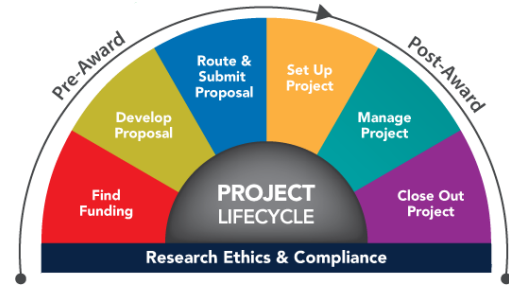 Pre-Award
Post-Award
Find
Funding
Develop
Proposal
Route &
Submit
Proposal
Set Up
Project
Manage
Project
Close Out
Project
PROJECT
LIFECYCLE
Research Ethics & Compliance